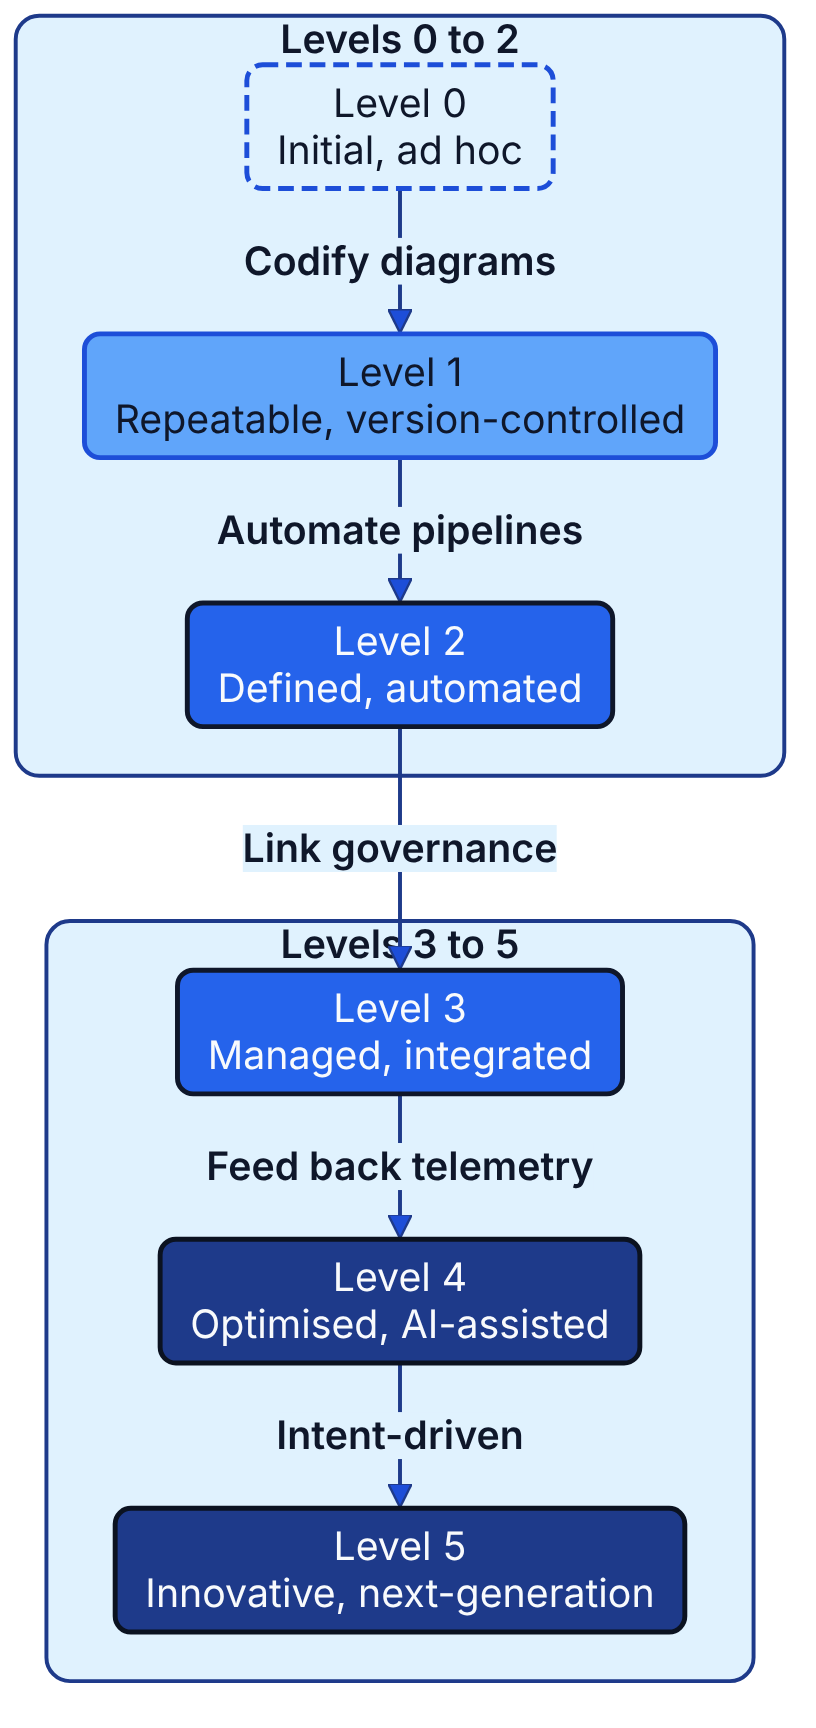 Levels 0 to 2
Level 0
Initial, ad hoc
Codify diagrams
Level 1
Repeatable, version-controlled
Automate pipelines
Level 2
Defined, automated
Link governance
Levels 3 to 5
Level 3
Managed, integrated
Feed back telemetry
Level 4
Optimised, AI-assisted
Intent-driven
Level 5
Innovative, next-generation